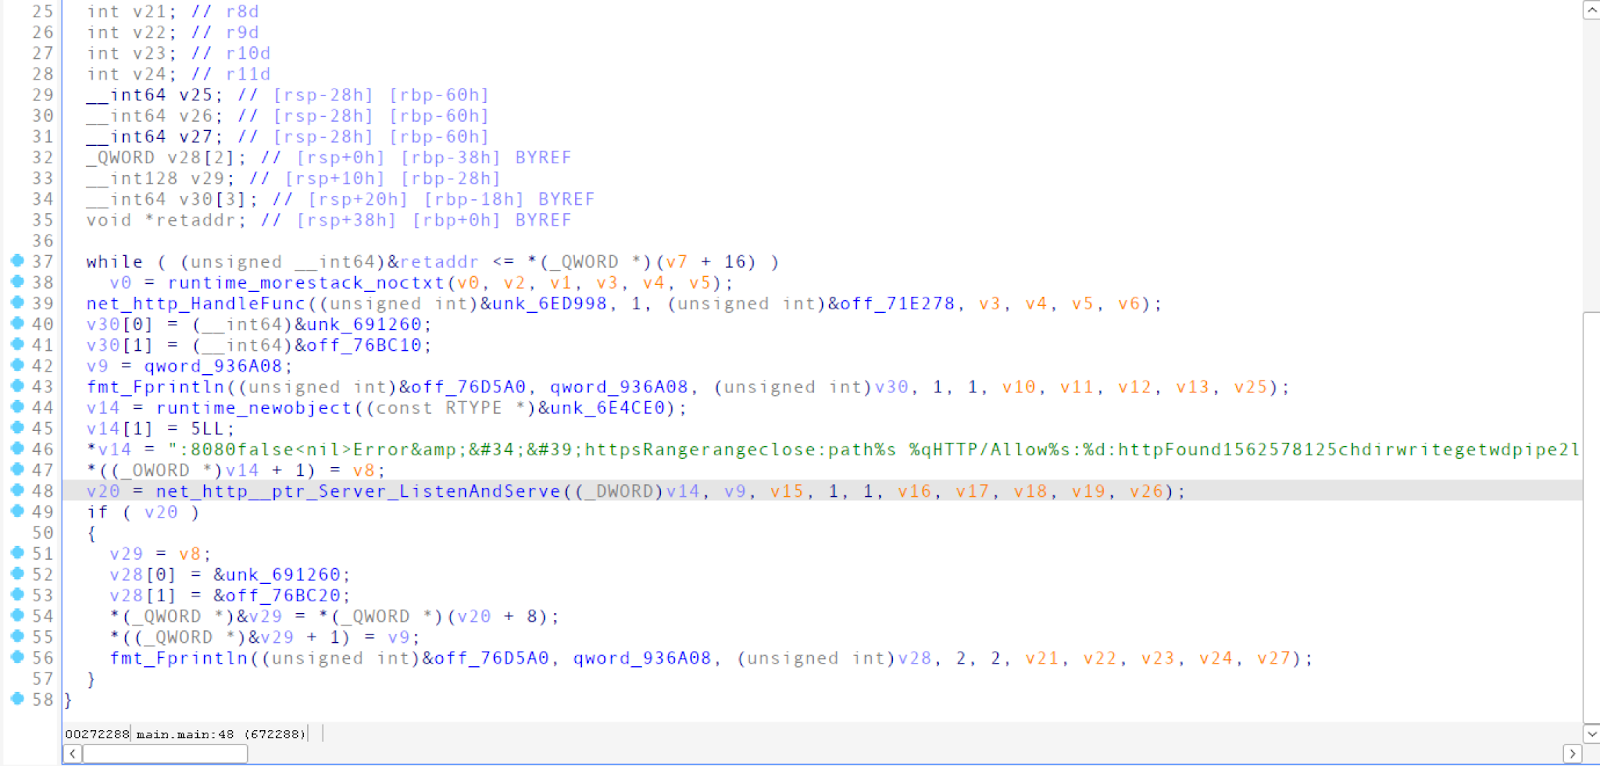 25 int v21; // r8d
26 int v22; // r9d
27 int v23; // r10d
28 int v24; // r11d
29 __int64 v25; // [rsp-28h] [rbp-60h]
30 __int64 v26; // [rsp-28h] [rbp-60h]
31 __int64 v27; // [rsp-28h] [rbp-60h]
32 _QWORD v28[2]; // [rsp+0h] [rbp-38h] BYREF
33 __int128 v29; // [rsp+10h] [rbp-28h]
34 __int64 v30[3]; // [rsp+20h] [rbp-18h] BYREF
35 void *retaddr; // [rsp+38h] [rbp+0h] BYREF
36
37 while ( (unsigned __int64)&retaddr <= *(_QWORD *)(v7 + 16) )
38 v0 = runtime_morestack_noctxt(v0, v2, v1, v3, v4, v5);
39 net_http_HandleFunc((unsigned int)&unk_6ED998, 1, (unsigned int)&off_71E278, v3, v4, v5, v6);
40 v30[0] = (__int64)&unk_691260;
41 v30[1] = (__int64)&off_76BC10;
42 v9 = qword_936A08;
43 fmt_Fprintln((unsigned int)&off_76D5A0, qword_936A08, (unsigned int)v30, 1, 1, v10, v11, v12, v13, v25);
44 v14 = runtime_newobject((const RTYPE *)&unk_6E4CE0);
45 v14[1] = 5LL;
46 *v14 = ":8080false<nil>Error&amp;&#34;&#39;httpsRangerangeclose:path%s %qHTTP/Allow%s:%d:httpFound1562578125chdirwritegetwdpipe2l
47 *((_OWORD *)v14 + 1) = v8;
48 v20 = net_http__ptr_Server_ListenAndServe((_DWORD)v14, v9, v15, 1, 1, v16, v17, v18, v19, v26);
49 if ( v20 )
50 {
51 v29 = v8;
52 v28[0] = &unk_691260;
53 v28[1] = &off_76BC20;
54 *(_QWORD *)&v29 = *(_QWORD *)(v20 + 8);
55 *((_QWORD *)&v29 + 1) = v9;
56 fmt_Fprintln((unsigned int)&off_76D5A0, qword_936A08, (unsigned int)v28, 2, 2, v21, v22, v23, v24, v27);
57 }
58 }
00272288 main.main:48 (672288)